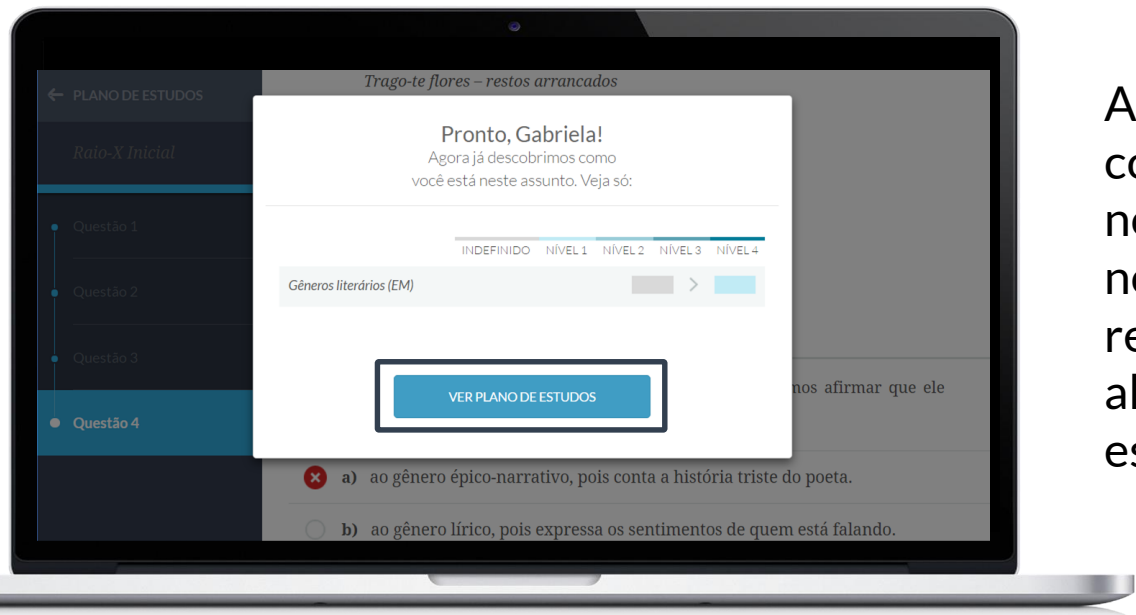 Trago-te flores – restos arrancados
PLANO DE ESTUDOS
Raio-X Inicial
Questão 1
Questão 2
Questão 3
Questão 4
Pronto, Gabriela!
Agora já descobrimos como
você está neste assunto. Veja só:
INDEFINIDO NÍVEL 1 NÍVEL 2 NÍVEL 3 NÍVEL 4
Gêneros literários (EM)
VER PLANO DE ESTUDOS
mos afirmar que ele
a) ao gênero épico-narrativo, pois conta a história triste do poeta.
b) ao gênero lírico, pois expressa os sentimentos de quem está falando.
A
co
no
re
al
es